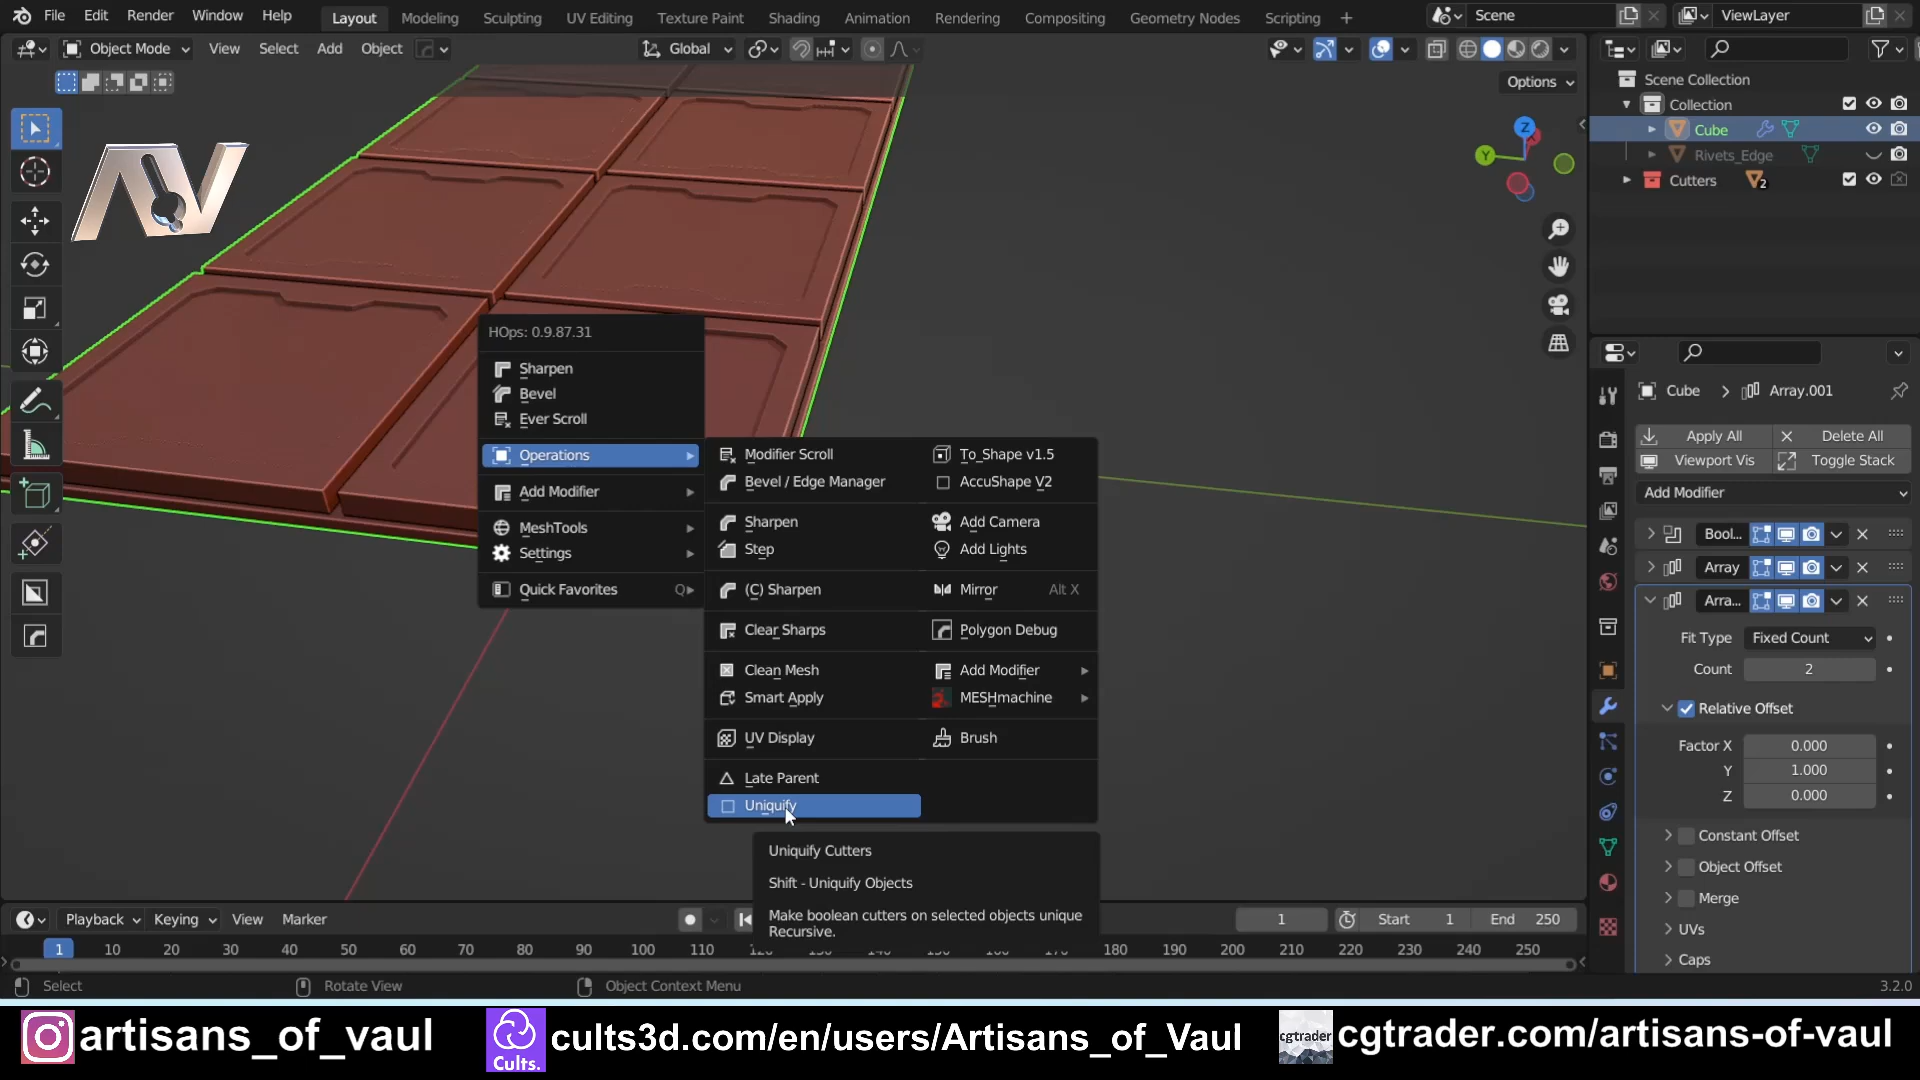 File Edit Render Window Help Layout Modeling Sculpting UV Editing Texture Paint Shading Animation Rendering Compositing Geometry Nodes Scripting + Scene ViewLayer
Object Mode View Select Add Object Global
Options
Scene Collection
Collection
Cube
Rivets_Edge
Cutters 2
Z
Y
HOps: 0.9.87.31
Sharpen
Bevel
Ever Scroll
Operations
Add Modifier
MeshTools
Settings
Quick Favorites Q
Modifier Scroll To_Shape v1.5
Bevel / Edge Manager AccuShape V2
Sharpen Add Camera
Step Add Lights
(C) Sharpen Mirror Alt X
Clear Sharps Polygon Debug
Clean Mesh Add Modifier
Smart Apply MESHmachine
UV Display Brush
Late Parent
Uniquify
Uniquify Cutters
Shift - Uniquify Objects
Make boolean cutters on selected objects unique
Recursive.
Cube > Array.001
Apply All Delete All
Viewport Vis Toggle Stack
Add Modifier
Bool...
Array
Arra...
Fit Type Fixed Count
Count 2
Relative Offset
Factor X 0.000
Y 1.000
Z 0.000
Constant Offset
Object Offset
Merge
UVs
Caps
Playback Keying View Marker 1 Start 1 End 250
1 10 20 30 40 50 60 70 80 90 100 110 180 190 200 210 220 230 240 250
Select Rotate View Object Context Menu 3.2.0
artisans_of_vaul Cults. cults3d.com/en/users/Artisans_of_Vaul cgtrader cgtrader.com/artisans-of-vaul